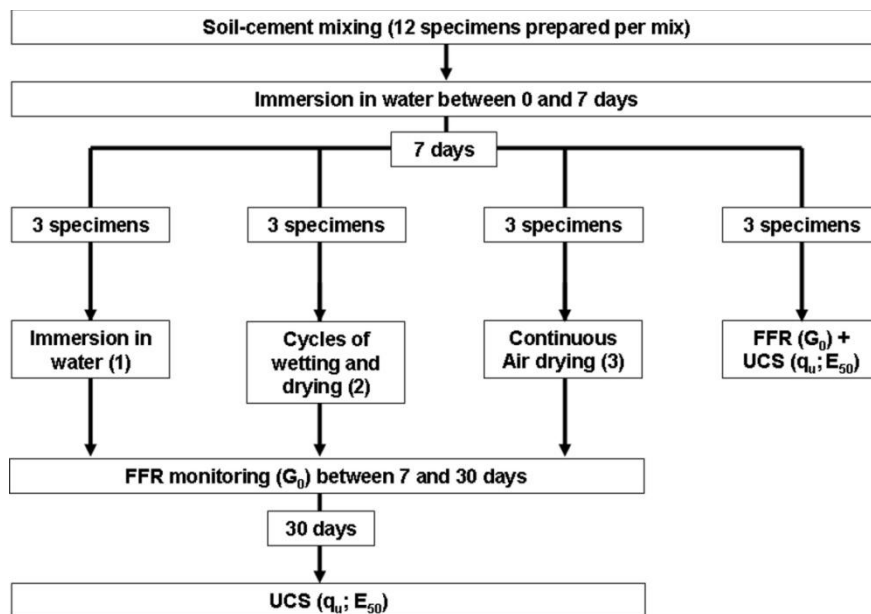 Soil-cement mixing (12 specimens prepared per mix)
Immersion in water between 0 and 7 days
7 days
3 specimens
3 specimens
3 specimens
3 specimens
Immersion in
water (1)
Cycles of
wetting and
drying (2)
Continuous
Air drying (3)
FFR (G₀) +
UCS (qᵤ; E₅₀)
FFR monitoring (G₀) between 7 and 30 days
30 days
UCS (qᵤ; E₅₀)